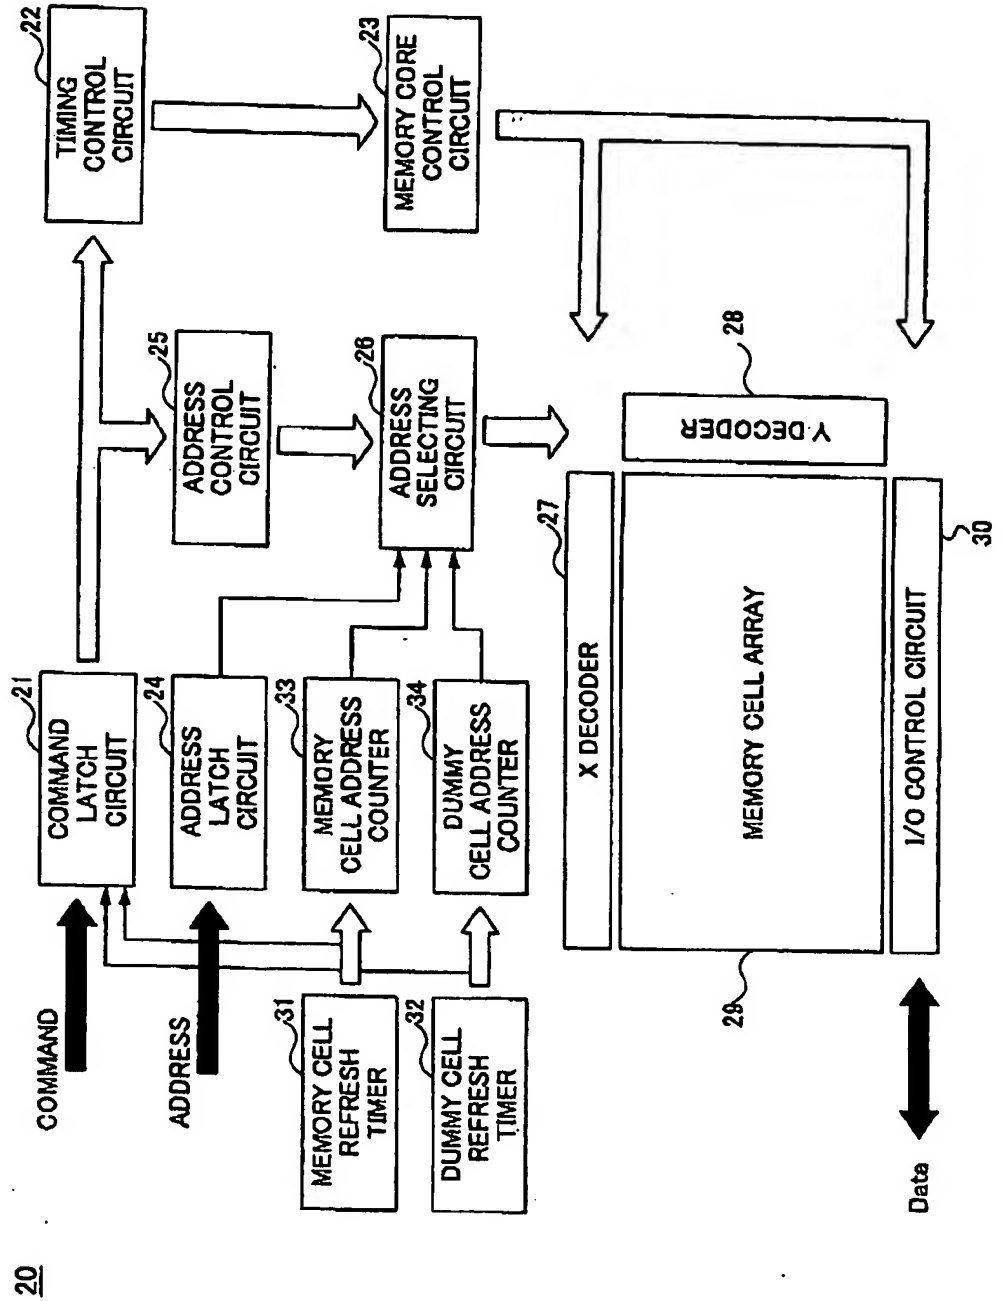 20
COMMAND
COMMAND
LATCH
CIRCUIT
21
TIMING
CONTROL
CIRCUIT
22
ADDRESS
ADDRESS
LATCH
CIRCUIT
24
ADDRESS
CONTROL
CIRCUIT
25
MEMORY CELL
REFRESH
TIMER
31
MEMORY
CELL ADDRESS
COUNTER
33
ADDRESS
SELECTING
CIRCUIT
26
MEMORY CORE
CONTROL
CIRCUIT
23
DUMMY CELL
REFRESH
TIMER
32
DUMMY
CELL ADDRESS
COUNTER
34
X DECODER
27
MEMORY CELL ARRAY
29
Y DECODER
28
I/O CONTROL CIRCUIT
30
Data